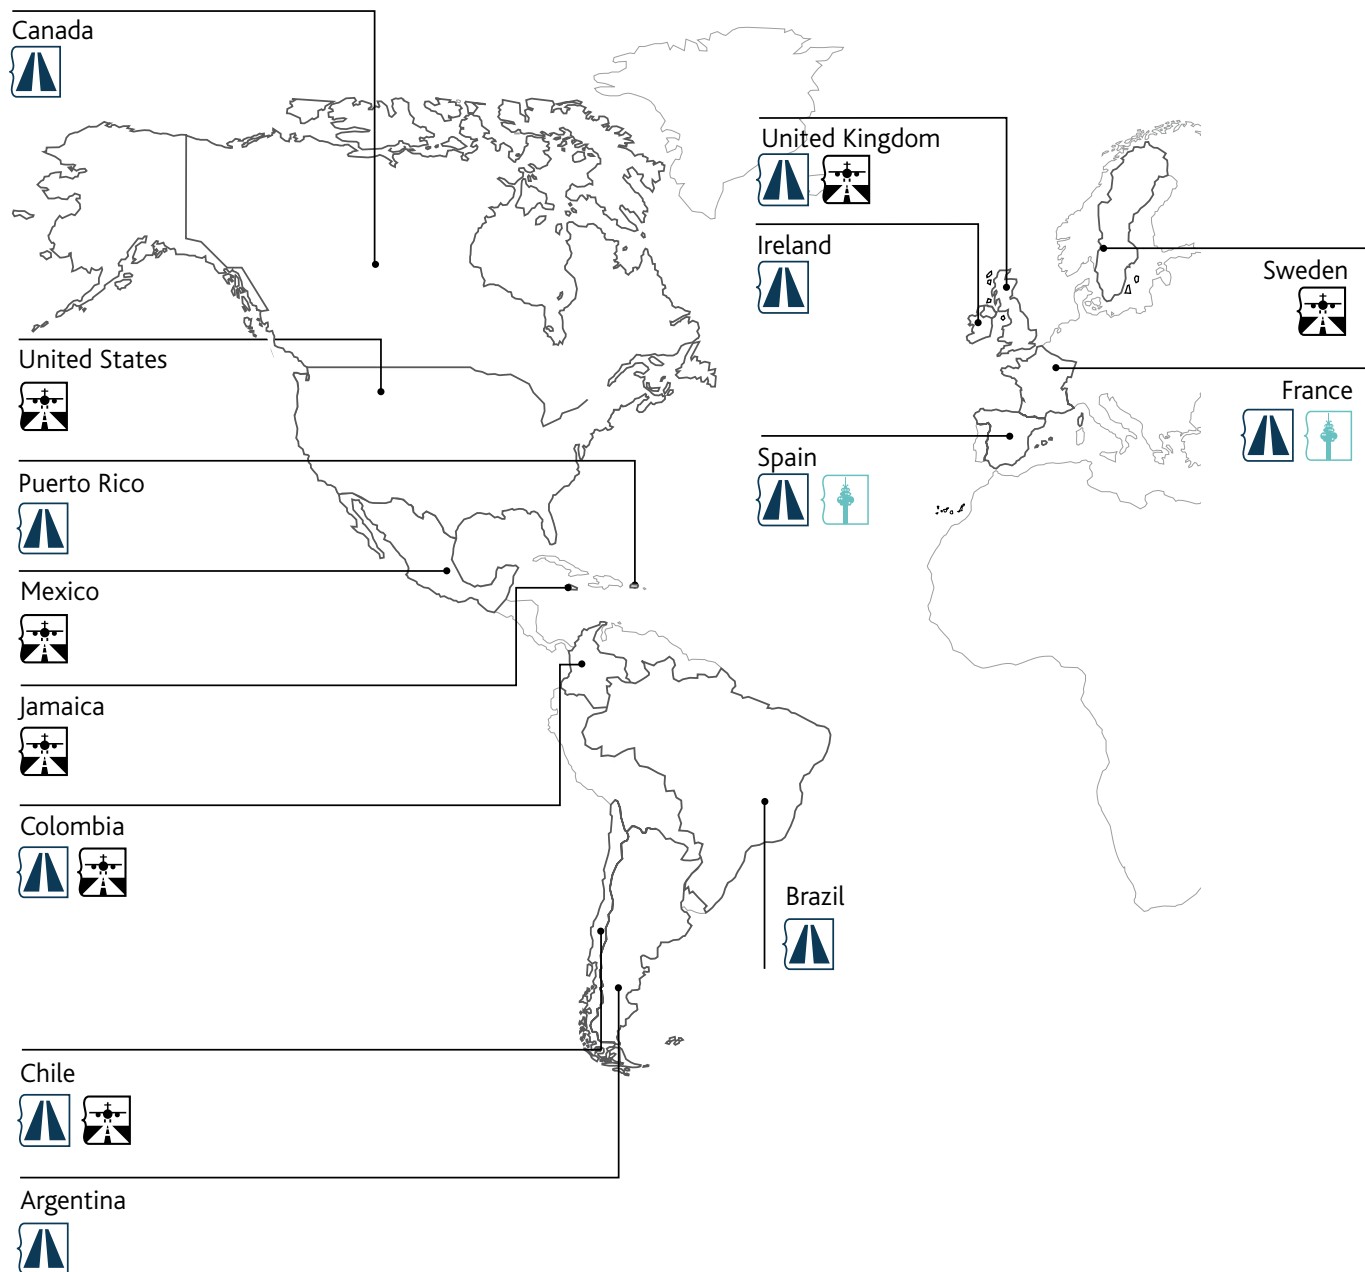 Canada
United Kingdom
Ireland
Sweden
United States
France
Spain
Puerto Rico
Mexico
Jamaica
Colombia
Brazil
Chile
Argentina